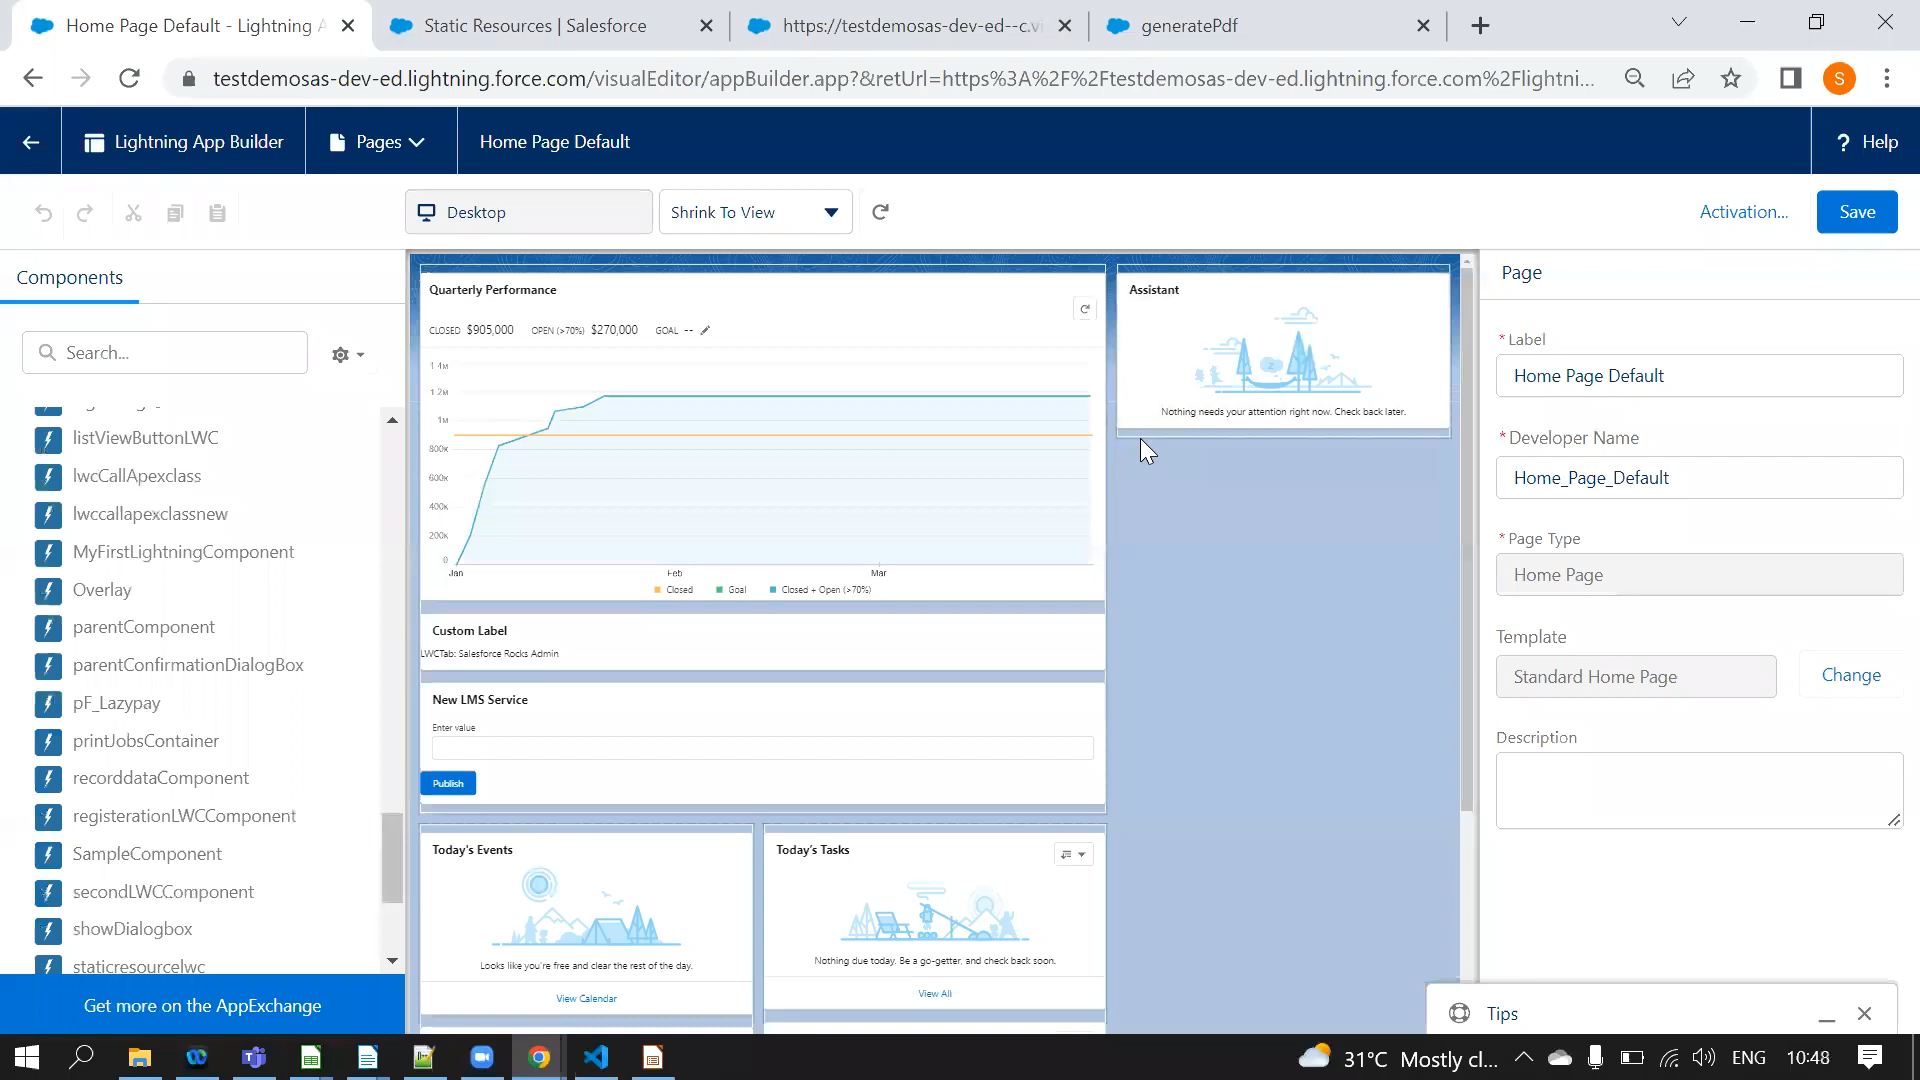 Home Page Default - Lightning A
Static Resources | Salesforce
https://testdemosas-dev-ed--c.vi
generatePdf
testdemosas-dev-ed.lightning.force.com/visualEditor/appBuilder.app?&retUrl=https%3A%2F%2Ftestdemosas-dev-ed.lightning.force.com%2Flightni...
S
Lightning App Builder
Pages
Home Page Default
? Help
Desktop
Shrink To View
Activation...
Save
Components
Search...
listViewButtonLWC
lwcCallApexclass
lwccallapexclassnew
MyFirstLightningComponent
Overlay
parentComponent
parentConfirmationDialogBox
pF_Lazypay
printJobsContainer
recorddataComponent
registerationLWCComponent
SampleComponent
secondLWCComponent
showDialogbox
staticresourcelwc
Get more on the AppExchange
Quarterly Performance
CLOSED $905,000 OPEN (>70%) $270,000 GOAL --
1.4M
1.2M
1M
800K
600K
400K
200K
0
Jan Feb Mar
Closed Goal Closed + Open (>70%)
Custom Label
LWCTab: Salesforce Rocks Admin
New LMS Service
Enter value
Publish
Today's Events
Looks like you're free and clear the rest of the day.
View Calendar
Today's Tasks
Nothing due today. Be a go-getter, and check back soon.
View All
Assistant
Nothing needs your attention right now. Check back later.
Page
* Label
Home Page Default
* Developer Name
Home_Page_Default
* Page Type
Home Page
Template
Standard Home Page
Change
Description
Tips
31°C Mostly cl...
ENG
10:48